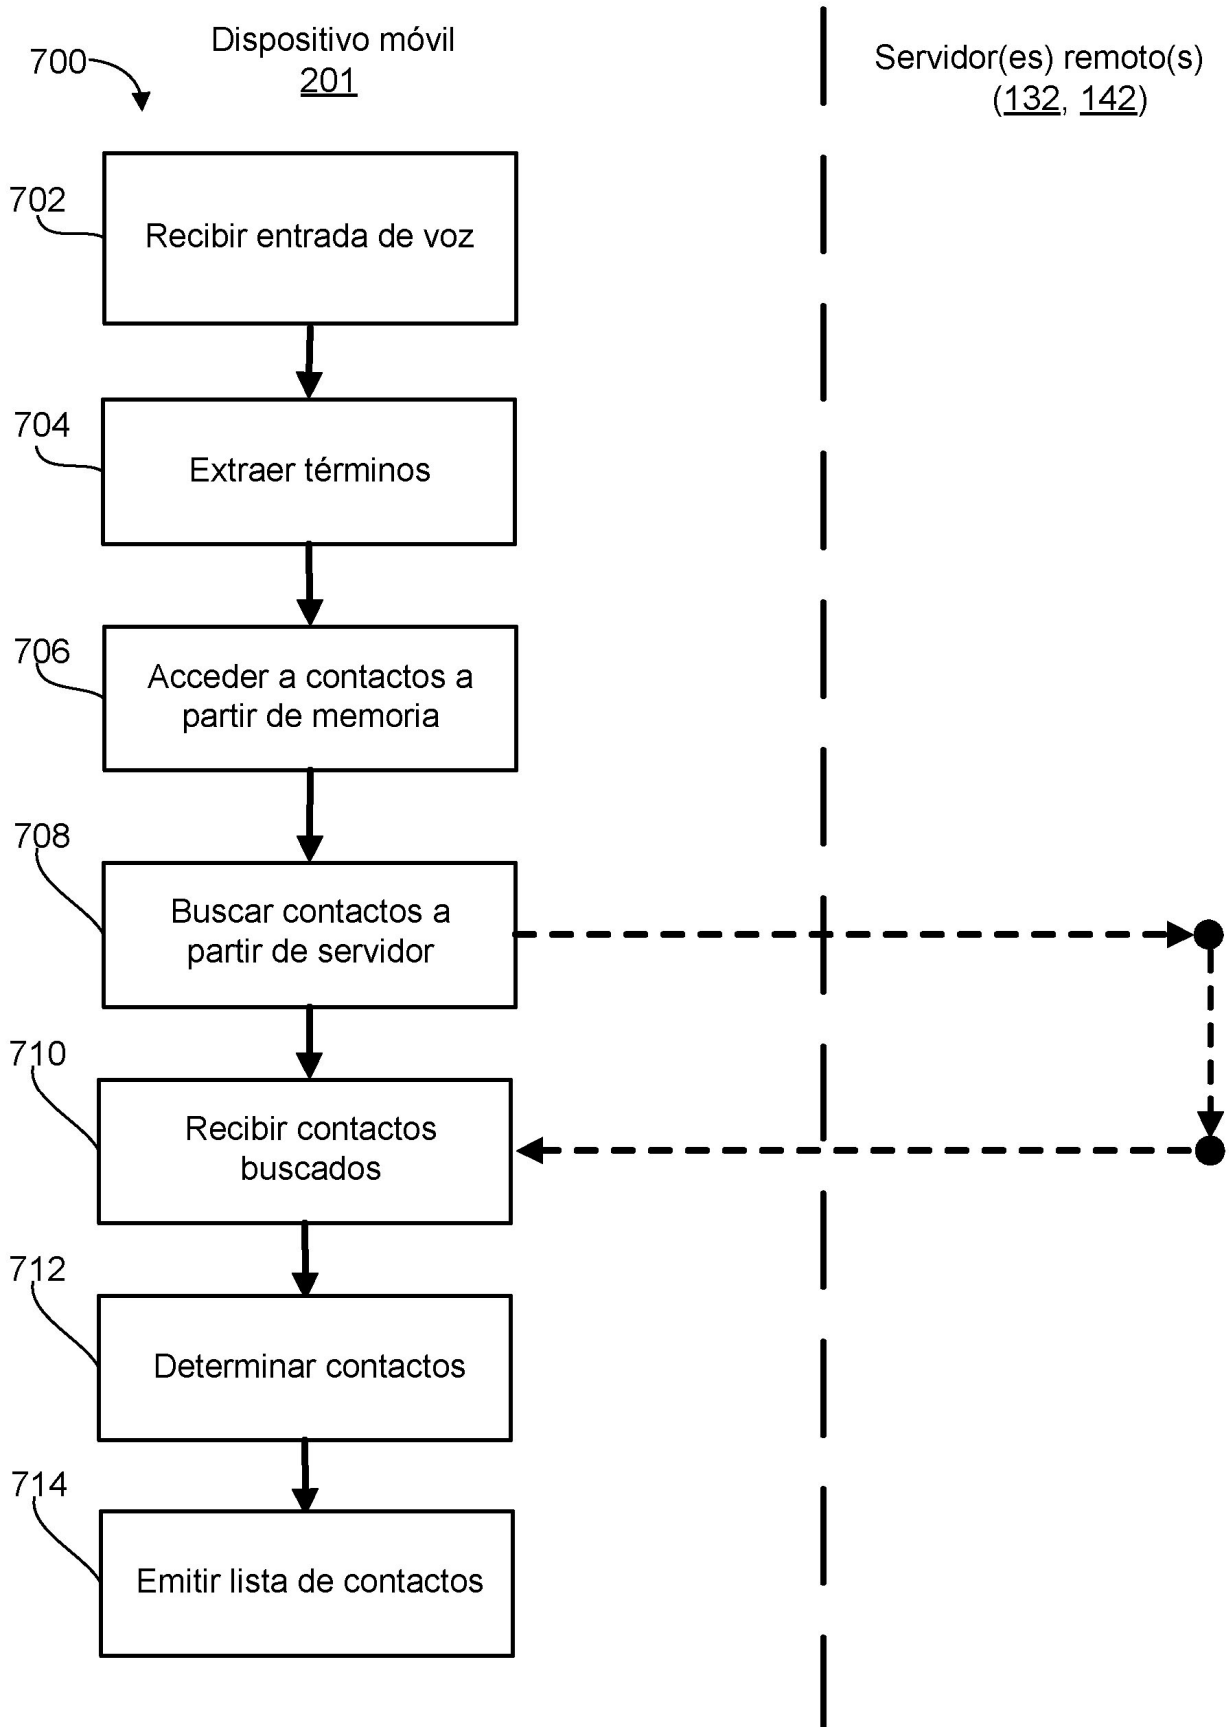 700
Dispositivo móvil
201
Servidor(es) remoto(s)
(132, 142)
702
Recibir entrada de voz
704
Extraer términos
706
Acceder a contactos a
partir de memoria
708
Buscar contactos a
partir de servidor
710
Recibir contactos
buscados
712
Determinar contactos
714
Emitir lista de contactos